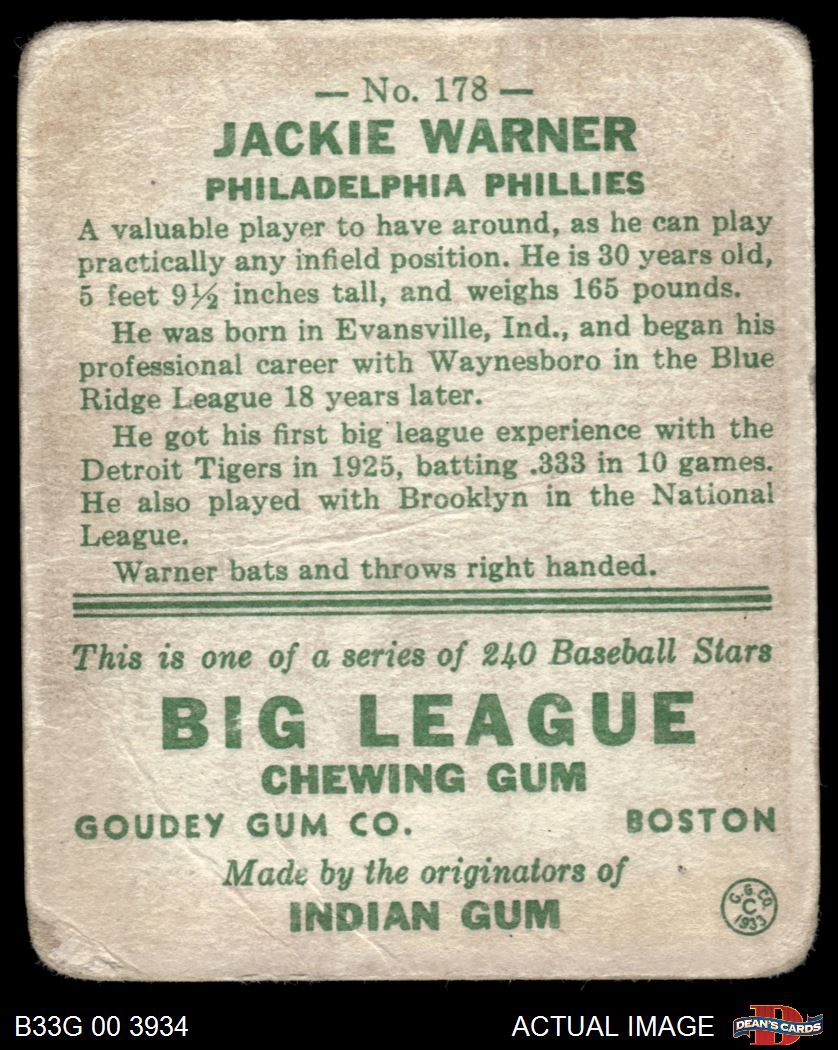 — No. 178 —
JACKIE WARNER
PHILADELPHIA PHILLIES
A valuable player to have around, as he can play
practically any infield position. He is 30 years old,
5 feet 9½ inches tall, and weighs 165 pounds.
He was born in Evansville, Ind., and began his
professional career with Waynesboro in the Blue
Ridge League 18 years later.
He got his first big league experience with the
Detroit Tigers in 1925, batting .333 in 10 games.
He also played with Brooklyn in the National
League.
Warner bats and throws right handed.
This is one of a series of 240 Baseball Stars
BIG LEAGUE
CHEWING GUM
GOUDEY GUM CO. BOSTON
Made by the originators of
INDIAN GUM
G. G. CO.
C
1933
B33G 00 3934 ACTUAL IMAGE D DEAN'S CARDS